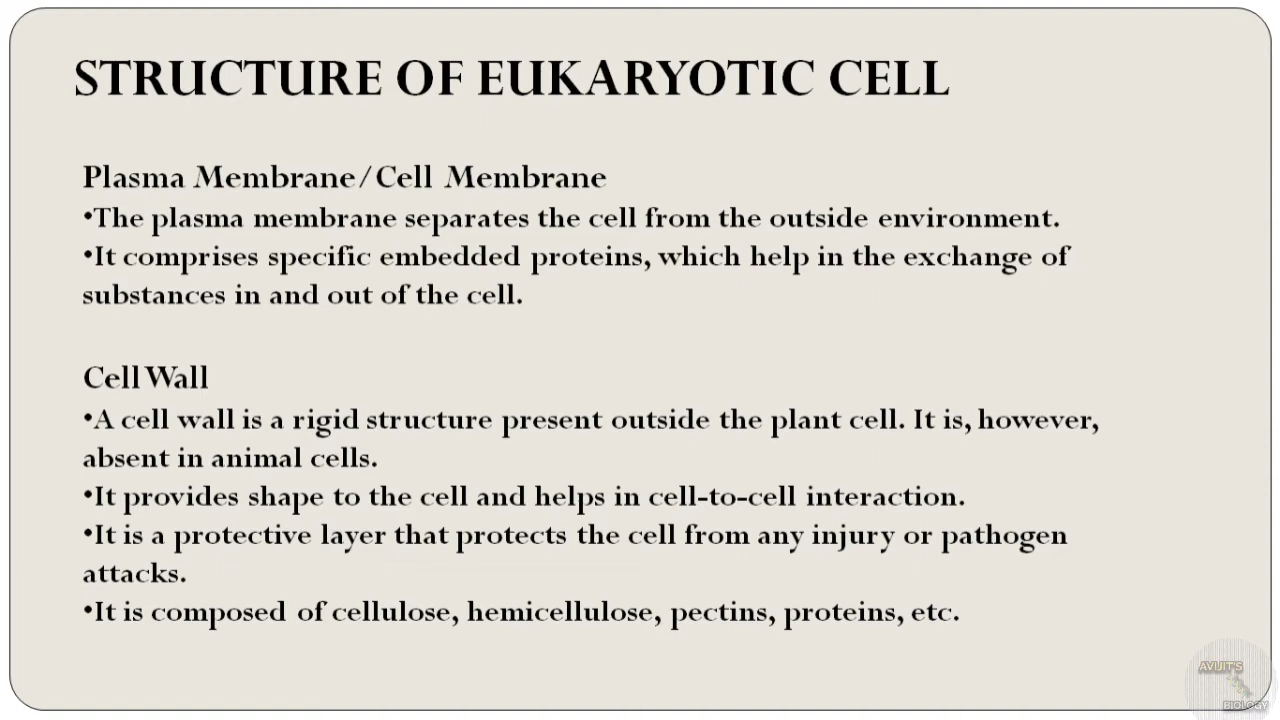 STRUCTURE OF EUKARYOTIC CELL
Plasma Membrane/Cell Membrane
•The plasma membrane separates the cell from the outside environment.
•It comprises specific embedded proteins, which help in the exchange of
substances in and out of the cell.
Cell Wall
•A cell wall is a rigid structure present outside the plant cell. It is, however,
absent in animal cells.
•It provides shape to the cell and helps in cell-to-cell interaction.
•It is a protective layer that protects the cell from any injury or pathogen
attacks.
•It is composed of cellulose, hemicellulose, pectins, proteins, etc.
AVIJIT'S
BIOLOGY